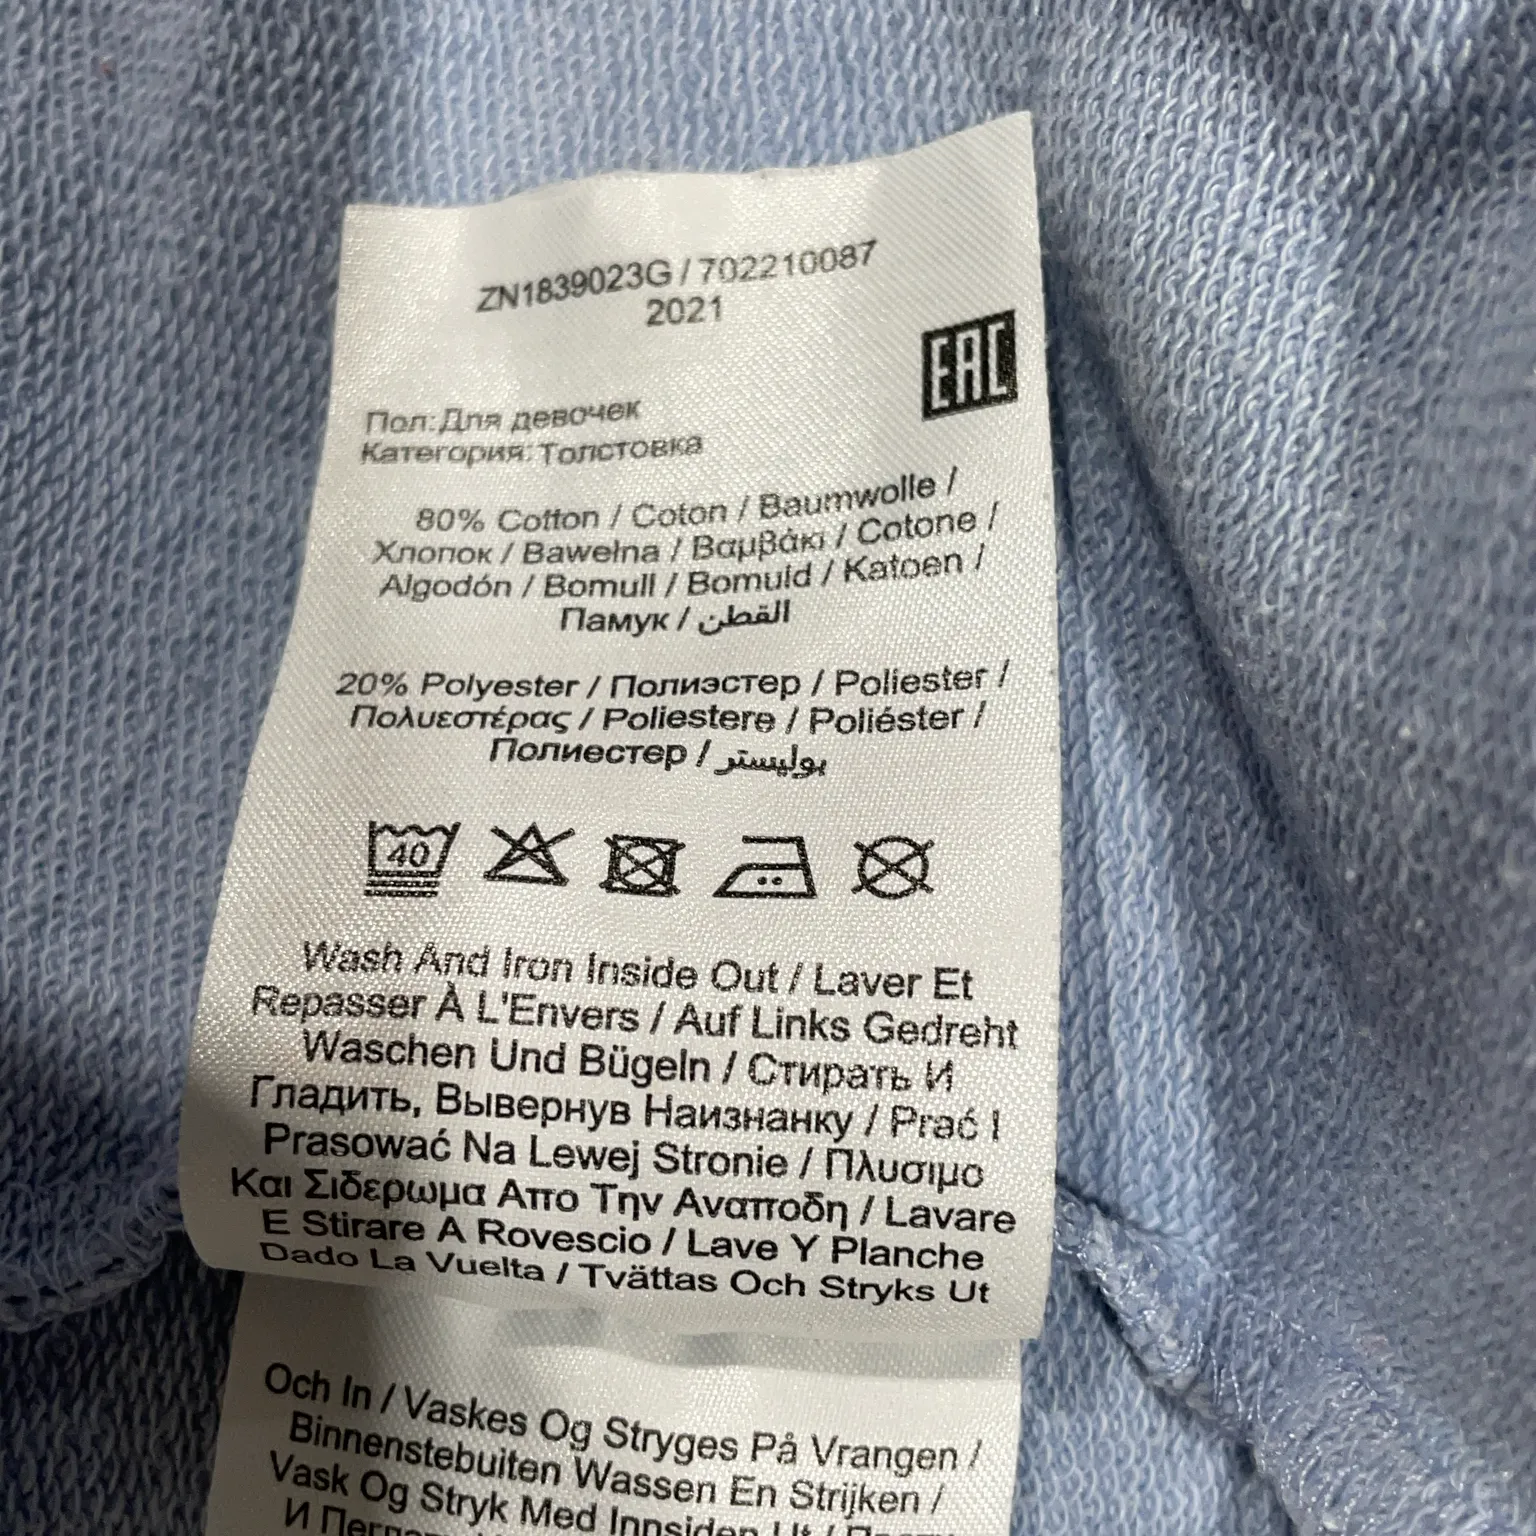 ZN1839023G / 702210087
2021
EAC
Пол:Для девочек
Категория:Толстовка
80% Cotton / Coton / Baumwolle /
Хлопок / Bawełna / Βαμβάκι / Cotone /
Algodón / Bomull / Bomuld / Katoen /
Памук / القطن
20% Polyester / Полиэстер / Poliester /
Πολυεστέρας / Poliestere / Poliéster /
Полиестер / بوليستر
40
Wash And Iron Inside Out / Laver Et
Repasser À L'Envers / Auf Links Gedreht
Waschen Und Bügeln / Стирать И
Гладить, Вывернув Наизнанку / Prać I
Prasować Na Lewej Stronie / Πλυσιμο
Και Σιδερωμα Απο Την Αναποδη / Lavare
E Stirare A Rovescio / Lave Y Planche
Dado La Vuelta / Tvättas Och Stryks Ut
Och In / Vaskes Og Stryges På Vrangen /
Binnenstebuiten Wassen En Strijken /
Vask Og Stryk Med Innsiden Ut /
И